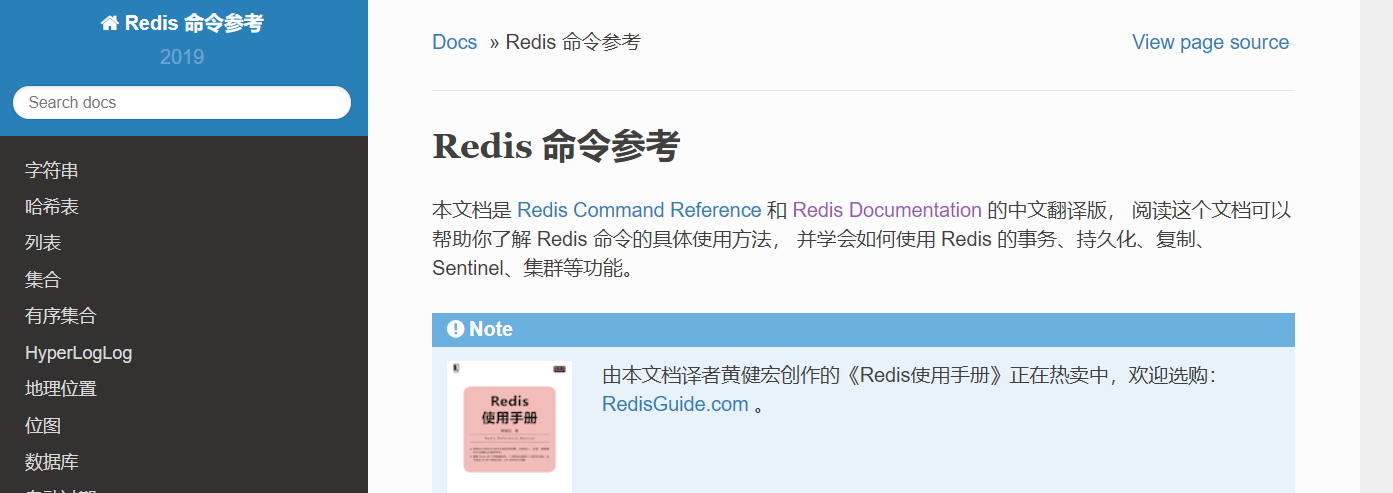 Redis 命令参考
2019
Search docs
字符串
哈希表
列表
集合
有序集合
HyperLogLog
地理位置
位图
数据库
Docs » Redis 命令参考
View page source
Redis 命令参考
本文档是 Redis Command Reference 和 Redis Documentation 的中文翻译版， 阅读这个文档可以
帮助你了解 Redis 命令的具体使用方法， 并学会如何使用 Redis 的事务、持久化、复制、
Sentinel、集群等功能。
Note
Redis
使用手册
由本文档译者黄健宏创作的《Redis使用手册》正在热卖中，欢迎选购：
RedisGuide.com 。